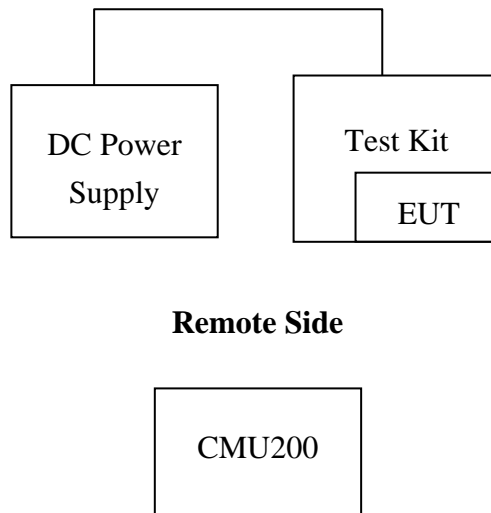 DC Power
Supply
Test Kit
EUT
Remote Side
CMU200